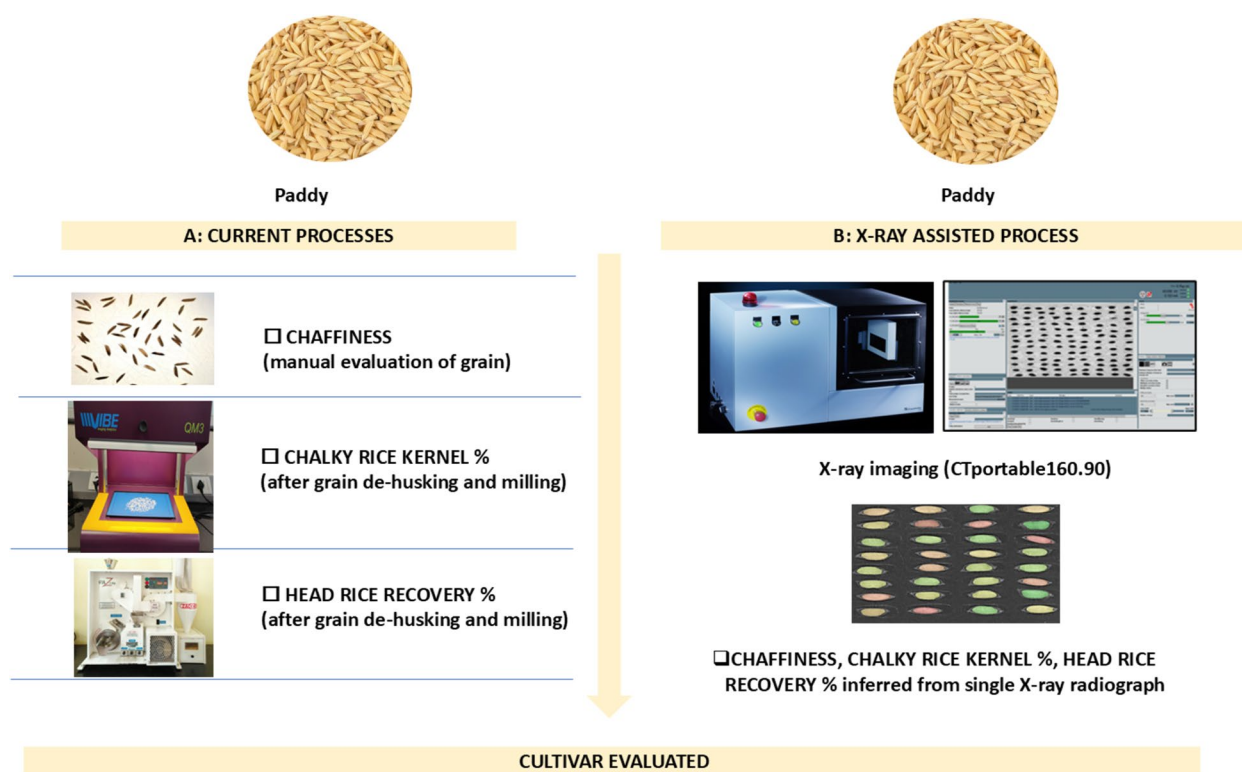 Paddy
A: CURRENT PROCESSES
☐ CHAFFINESS
(manual evaluation of grain)
VIBE
QM3
☐ CHALKY RICE KERNEL %
(after grain de-husking and milling)
☐ HEAD RICE RECOVERY %
(after grain de-husking and milling)
Paddy
B: X-RAY ASSISTED PROCESS
X-ray imaging (CTportable160.90)
❑CHAFFINESS, CHALKY RICE KERNEL %, HEAD RICE
RECOVERY % inferred from single X-ray radiograph
CULTIVAR EVALUATED